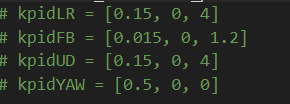 # kpidLR = [0.15, 0, 4]
# kpidFB = [0.015, 0, 1.2]
# kpidUD = [0.15, 0, 4]
# kpidYAW = [0.5, 0, 0]